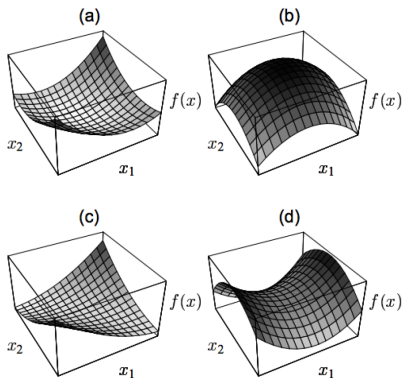 (a)
(b)
f(x)
f(x)
x₂
x₁
x₂
x₁
(c)
(d)
f(x)
f(x)
x₂
x₁
x₂
x₁